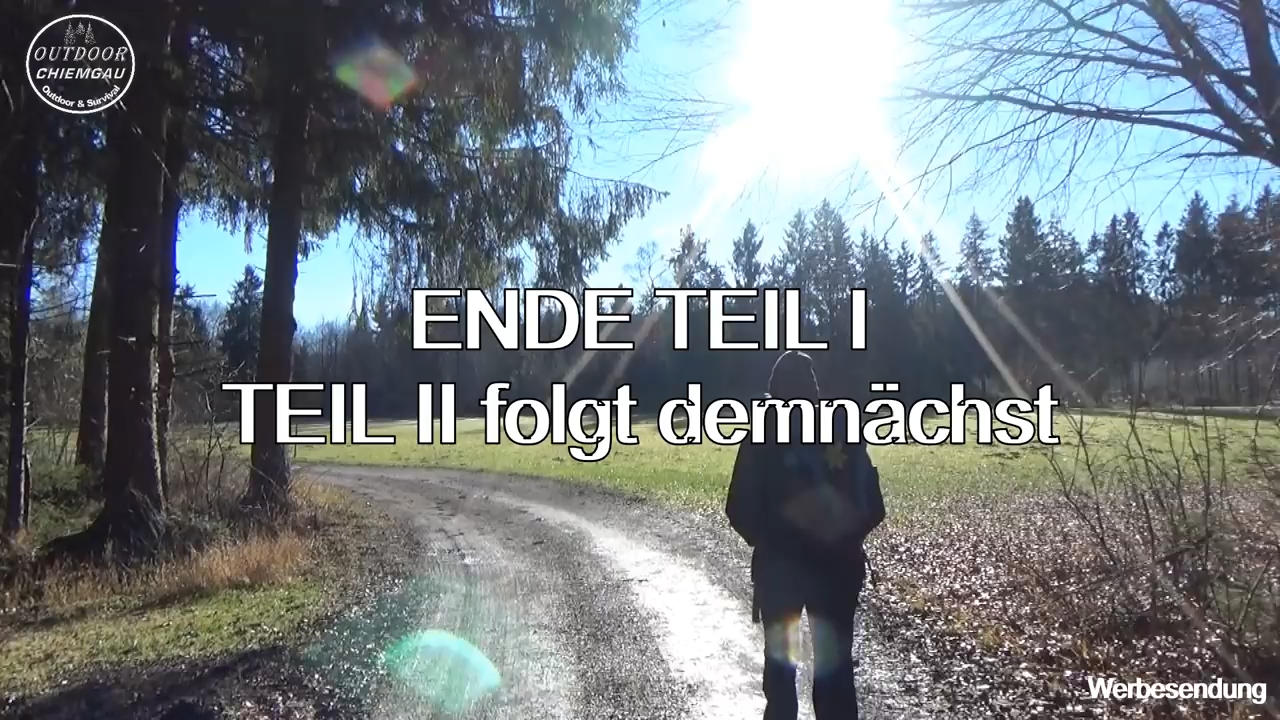 OUTDOOR
CHIEMGAU
Outdoor & Survival
ENDE TEIL I
TEIL II folgt demnächst
Werbesendung